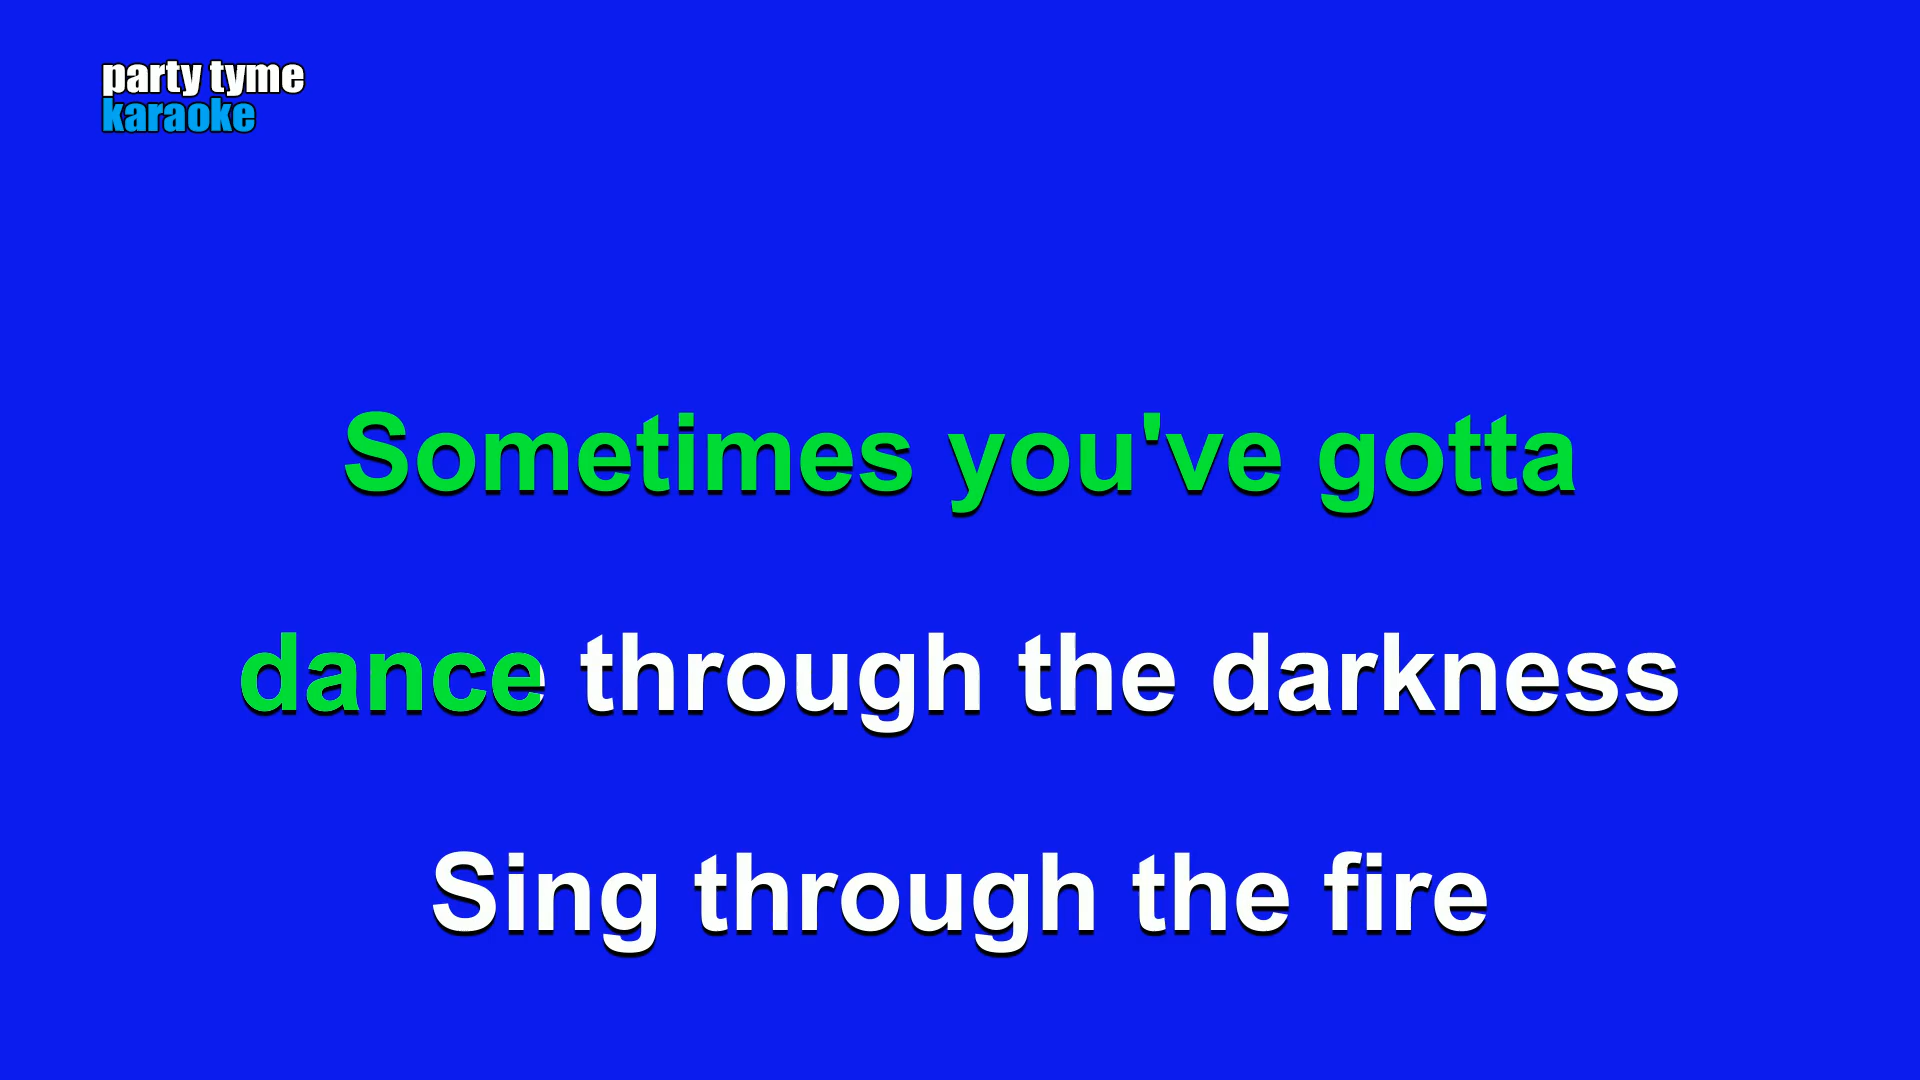 party tyme
karaoke
Sometimes you've gotta
dance through the darkness
Sing through the fire